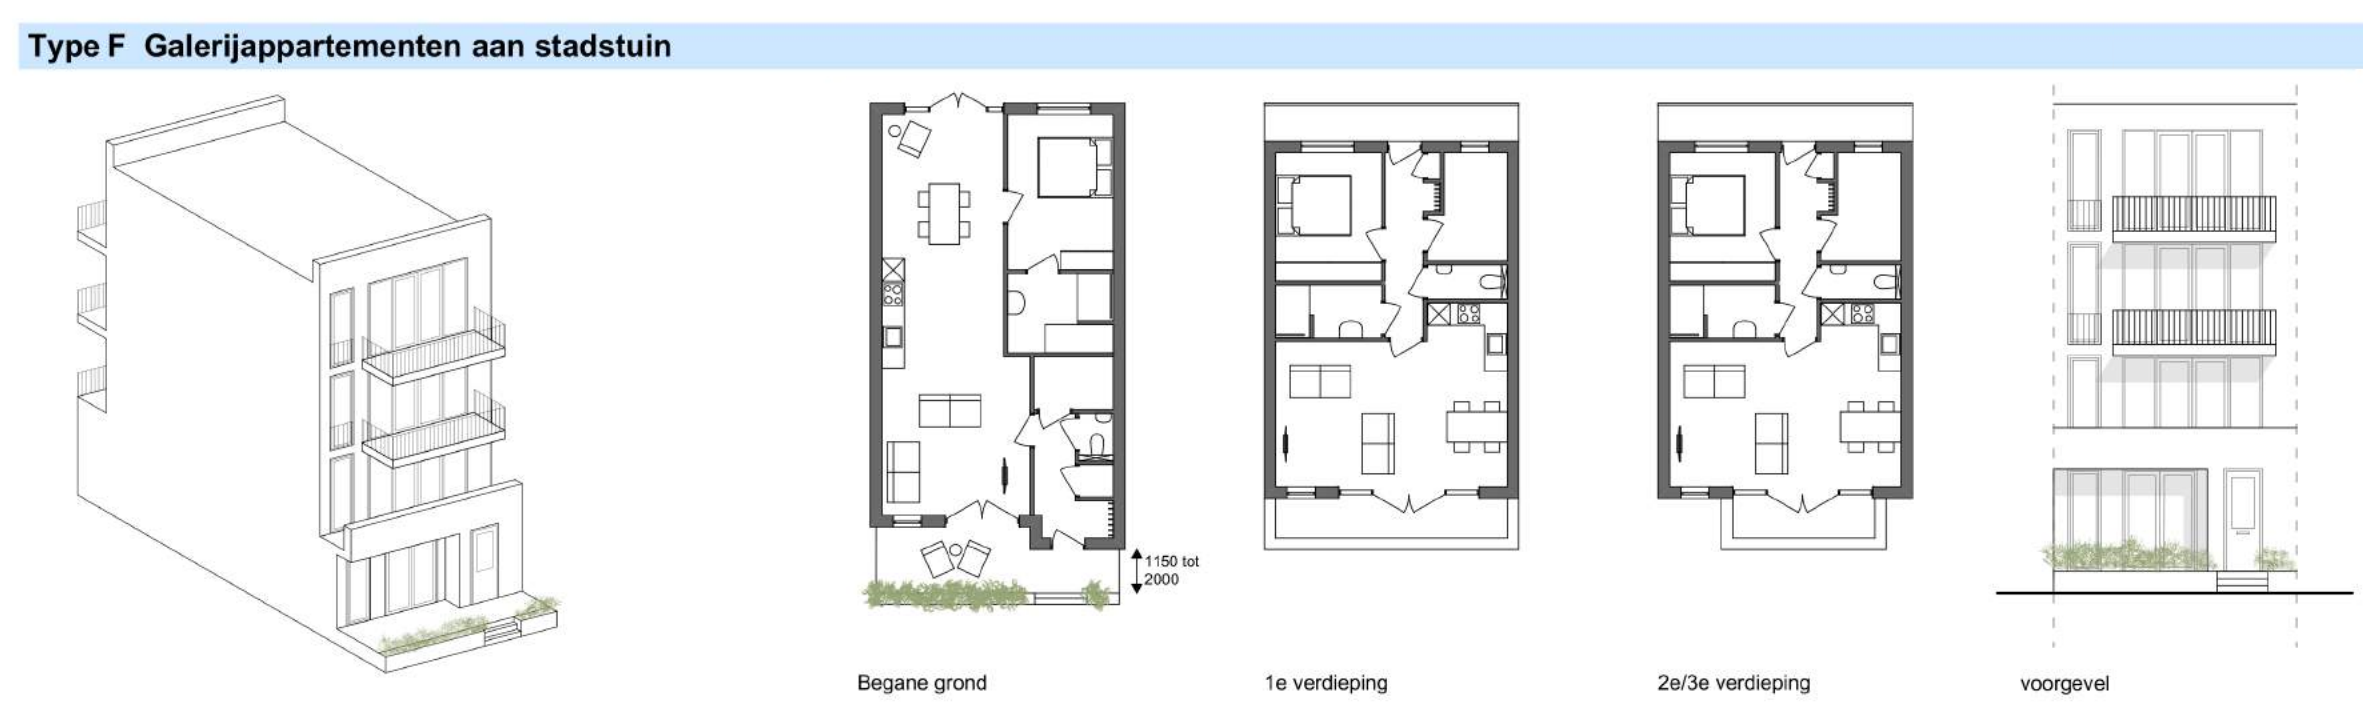 Type F Galerijappartementen aan stadstuin
1150 tot
2000
Begane grond
1e verdieping
2e/3e verdieping
voorgevel